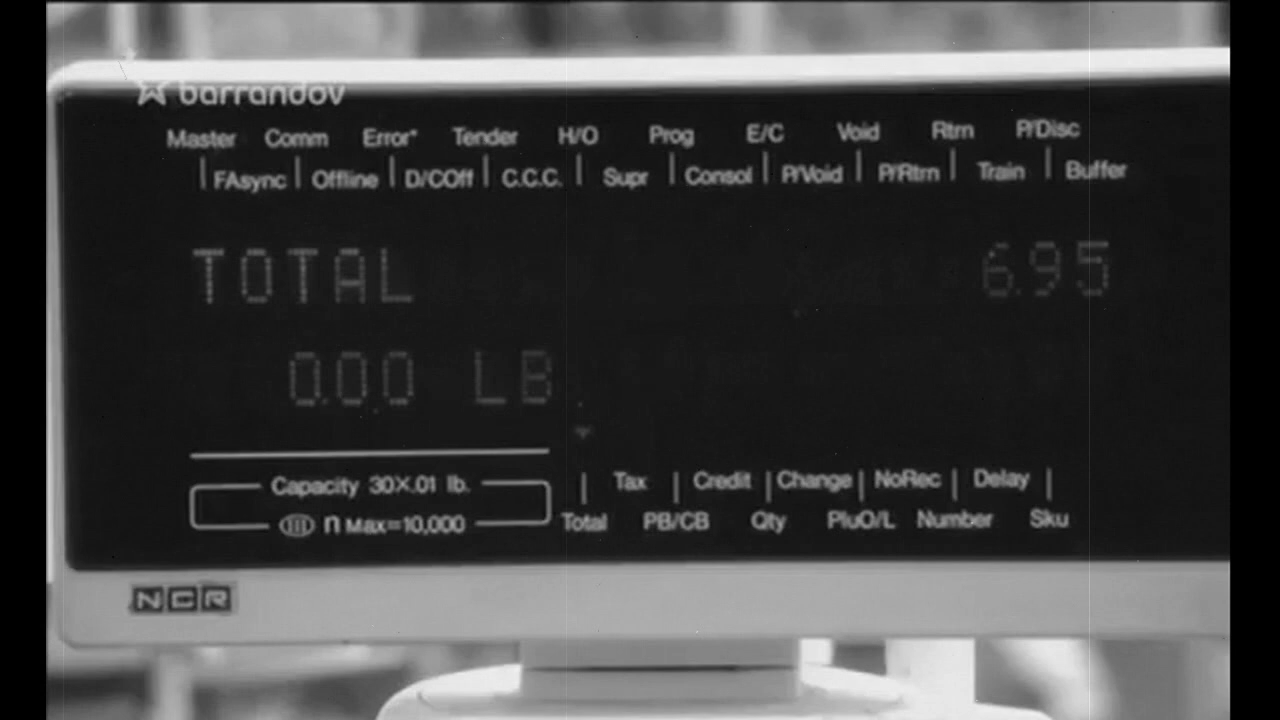 barrandov
Master Comm Error* Tender H/O Prog E/C Void Rtrn P/Disc
FAsync Offline D/COff C.C.C. Supr Consol P/Void P/Rtrn Train Buffer
TOTAL 6.95
0.00 LB
Capacity 30X.01 lb.
III n Max=10,000
Tax Credit Change NoRec Delay
Total PB/CB Qty PluO/L Number Sku
NCR